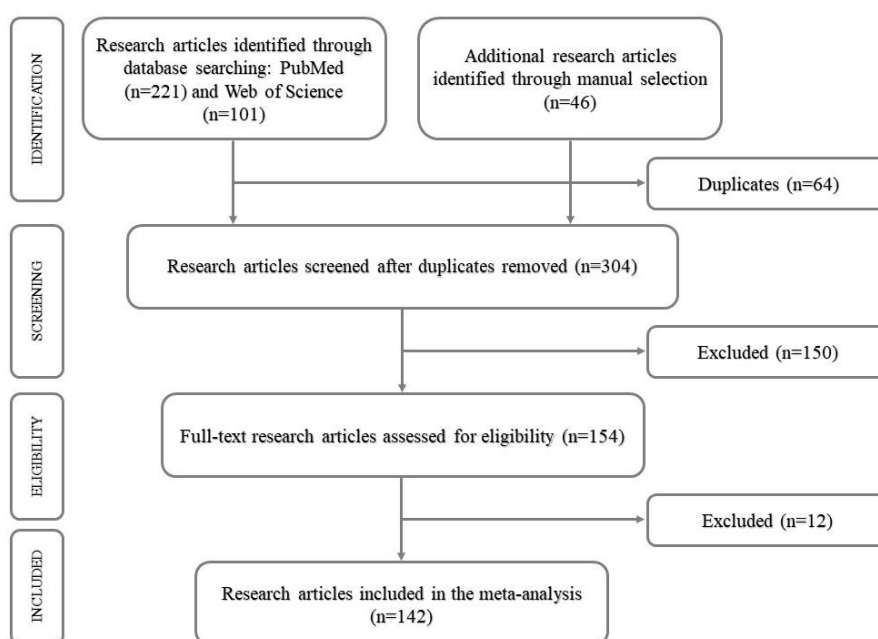 IDENTIFICATION
Research articles identified through
database searching: PubMed
(n=221) and Web of Science
(n=101)
Additional research articles
identified through manual selection
(n=46)
Duplicates (n=64)
SCREENING
Research articles screened after duplicates removed (n=304)
Excluded (n=150)
ELIGIBILITY
Full-text research articles assessed for eligibility (n=154)
Excluded (n=12)
INCLUDED
Research articles included in the meta-analysis
(n=142)